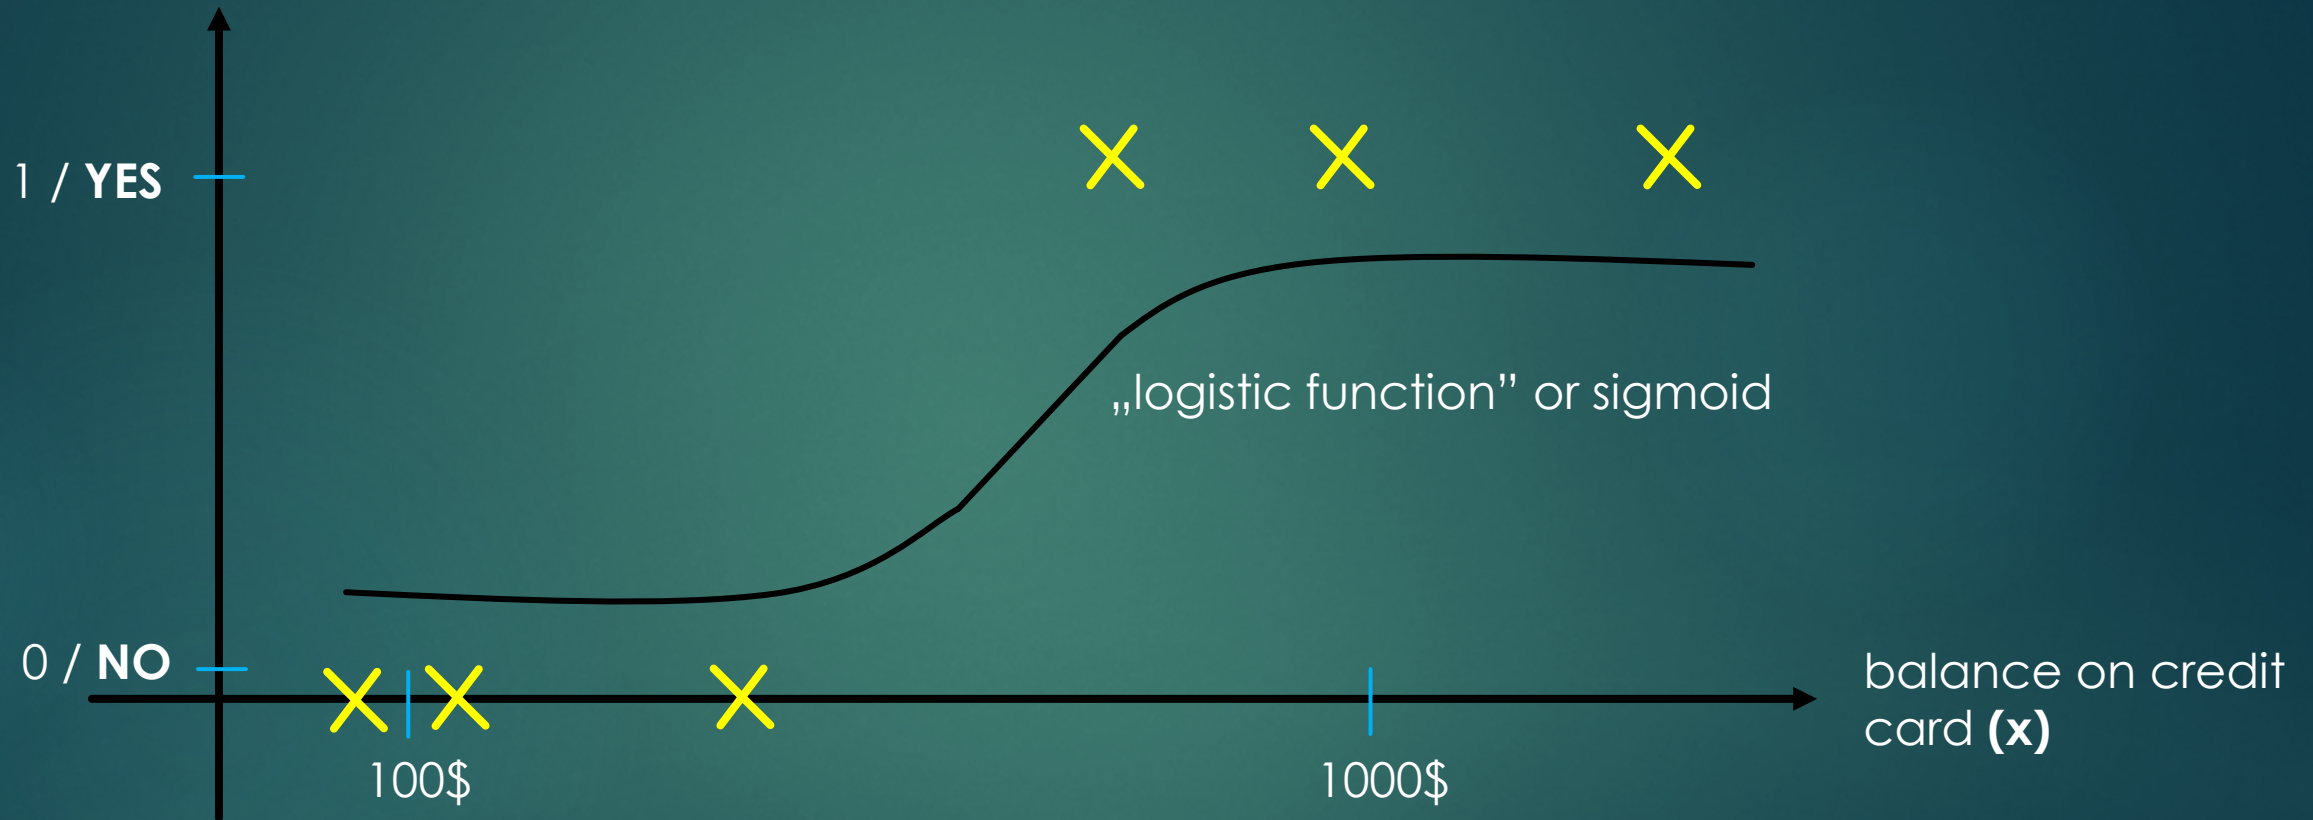 1 / YES
„logistic function” or sigmoid
0 / NO
balance on credit
card (x)
100$
1000$